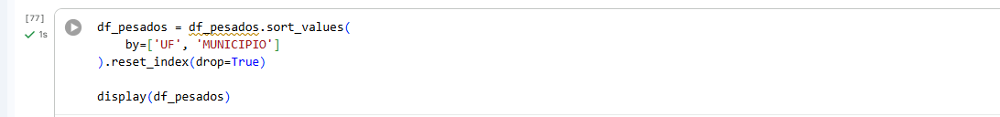 [77]
1s
df_pesados = df_pesados.sort_values(
    by=['UF', 'MUNICIPIO']
).reset_index(drop=True)

display(df_pesados)